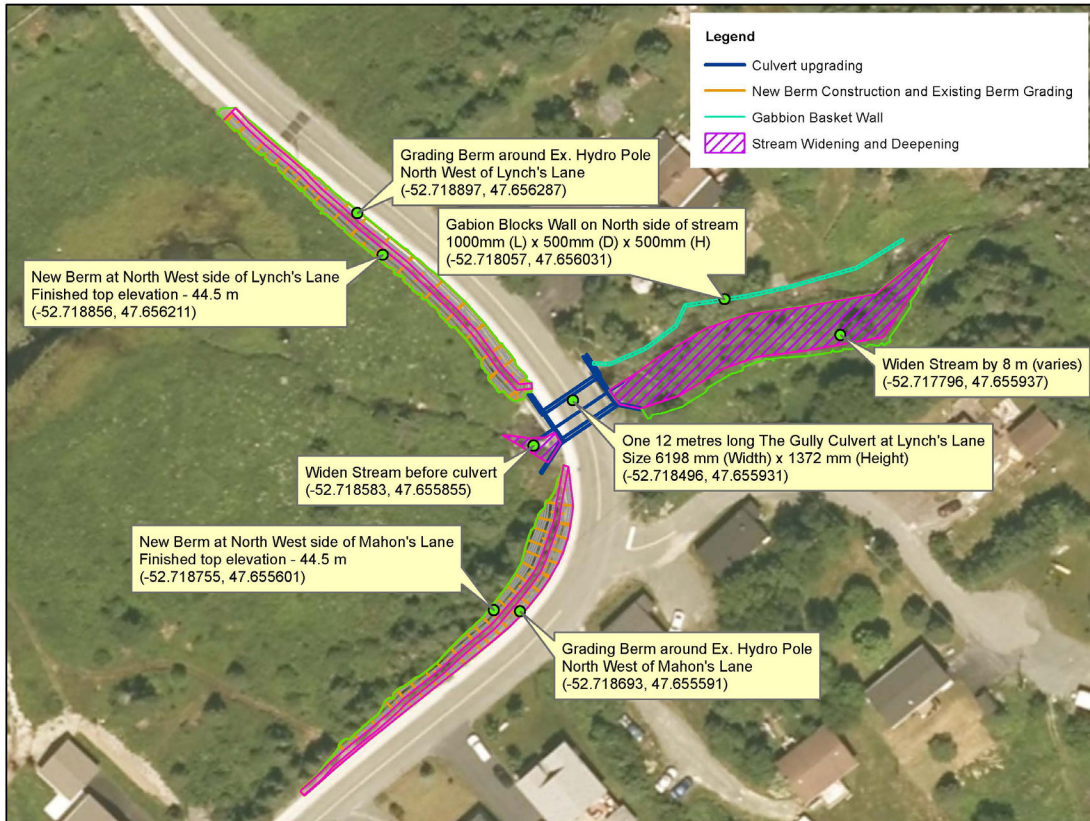 Legend
Culvert upgrading
New Berm Construction and Existing Berm Grading
Gabbion Basket Wall
Stream Widening and Deepening
Grading Berm around Ex. Hydro Pole
North West of Lynch's Lane
(-52.718897, 47.656287)
Gabion Blocks Wall on North side of stream
1000mm (L) x 500mm (D) x 500mm (H)
(-52.718057, 47.656031)
New Berm at North West side of Lynch's Lane
Finished top elevation - 44.5 m
(-52.718856, 47.656211)
Widen Stream by 8 m (varies)
(-52.717796, 47.655937)
One 12 metres long The Gully Culvert at Lynch's Lane
Size 6198 mm (Width) x 1372 mm (Height)
(-52.718496, 47.655931)
Widen Stream before culvert
(-52.718583, 47.655855)
New Berm at North West side of Mahon's Lane
Finished top elevation - 44.5 m
(-52.718755, 47.655601)
Grading Berm around Ex. Hydro Pole
North West of Mahon's Lane
(-52.718693, 47.655591)